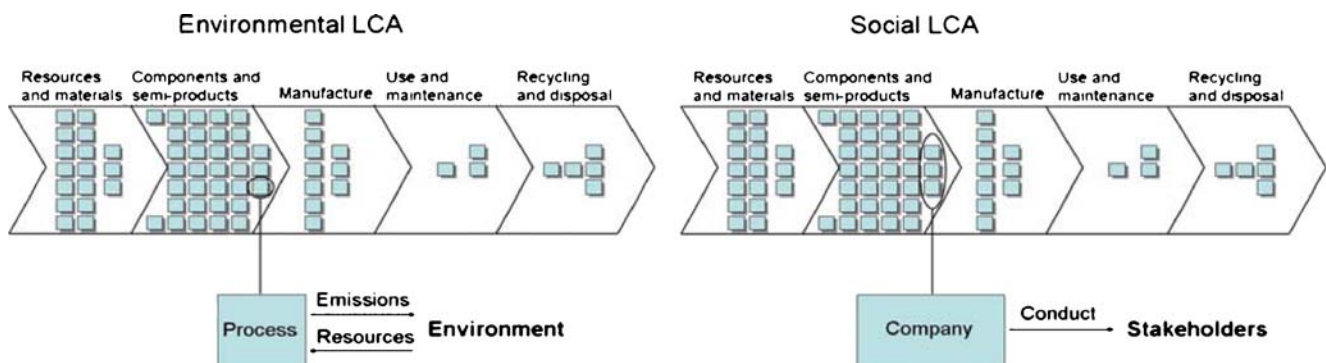 Environmental LCA
Resources
and materials
Components and
semi-products
Manufacture
Use and
maintenance
Recycling
and disposal
Process
Emissions
Resources
Environment
Social LCA
Resources
and materials
Components and
semi-products
Manufacture
Use and
maintenance
Recycling
and disposal
Company
Conduct
Stakeholders